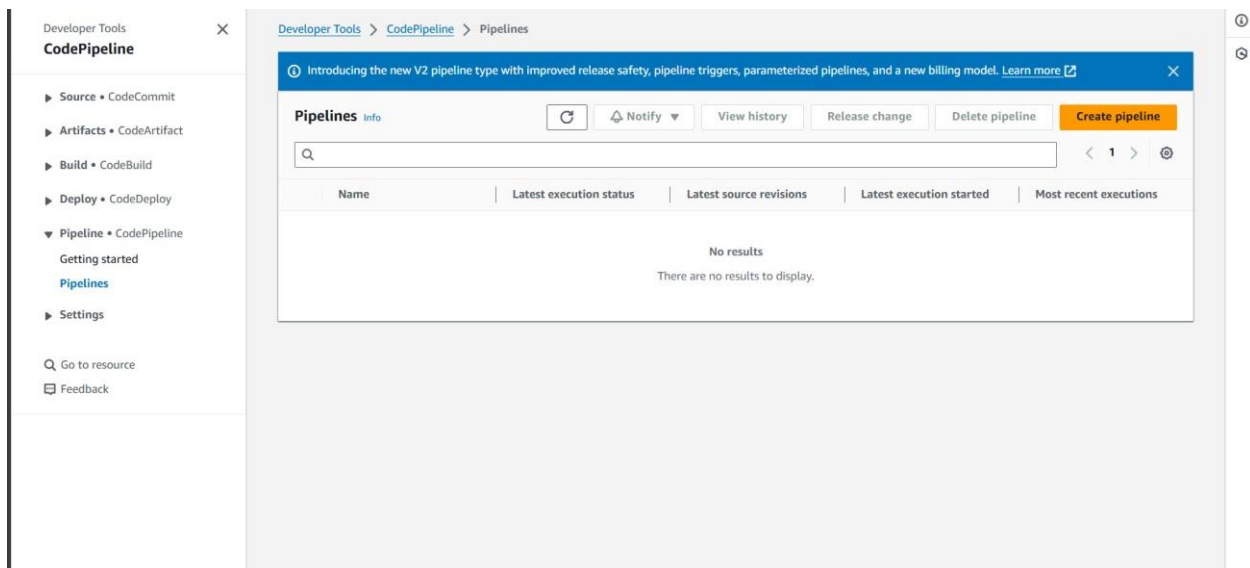 Developer Tools
CodePipeline
Source • CodeCommit
Artifacts • CodeArtifact
Build • CodeBuild
Deploy • CodeDeploy
Pipeline • CodePipeline
Getting started
Pipelines
Settings
Go to resource
Feedback
Developer Tools > CodePipeline > Pipelines
Introducing the new V2 pipeline type with improved release safety, pipeline triggers, parameterized pipelines, and a new billing model. Learn more
Pipelines Info
Notify
View history
Release change
Delete pipeline
Create pipeline
< 1 >
Name
Latest execution status
Latest source revisions
Latest execution started
Most recent executions
No results
There are no results to display.